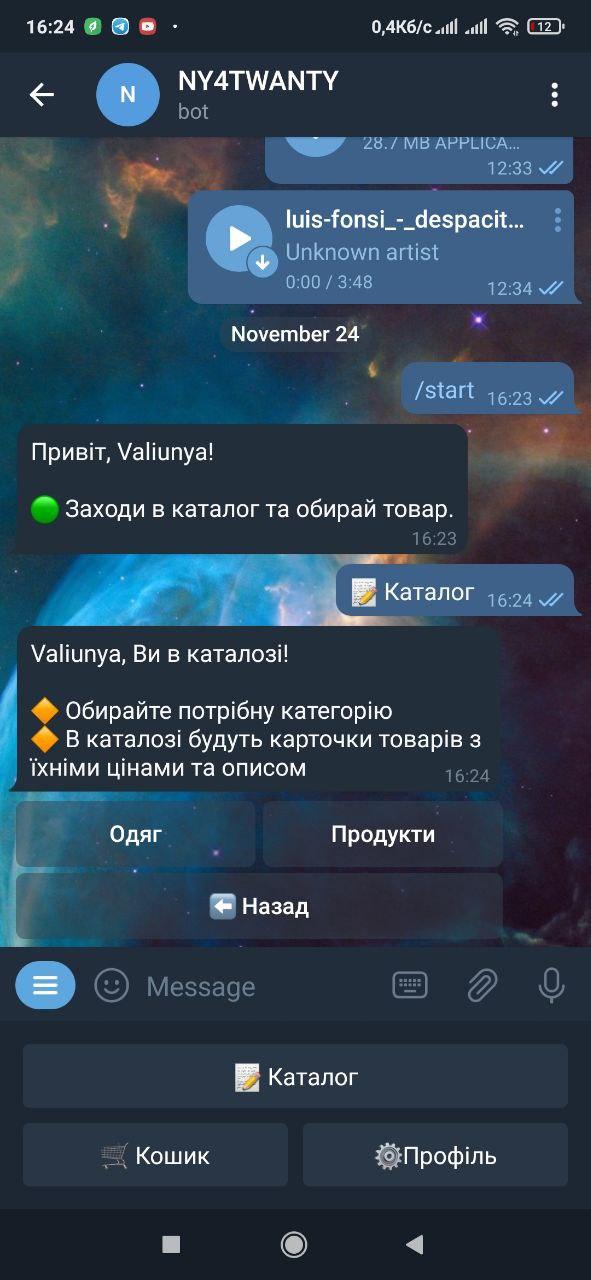 16:24
0,4Кб/с
12
N
NY4TWANTY
bot
28.7 MB APPLICA...
12:33
luis-fonsi_-_despacit...
Unknown artist
0:00 / 3:48
12:34
November 24
/start
16:23
Привіт, Valiunya!
Заходи в каталог та обирай товар.
16:23
Каталог
16:24
Valiunya, Ви в каталозі!
Обирайте потрібну категорію
В каталозі будуть карточки товарів з
їхніми цінами та описом
16:24
Одяг
Продукти
Назад
Message
Каталог
Кошик
Профіль